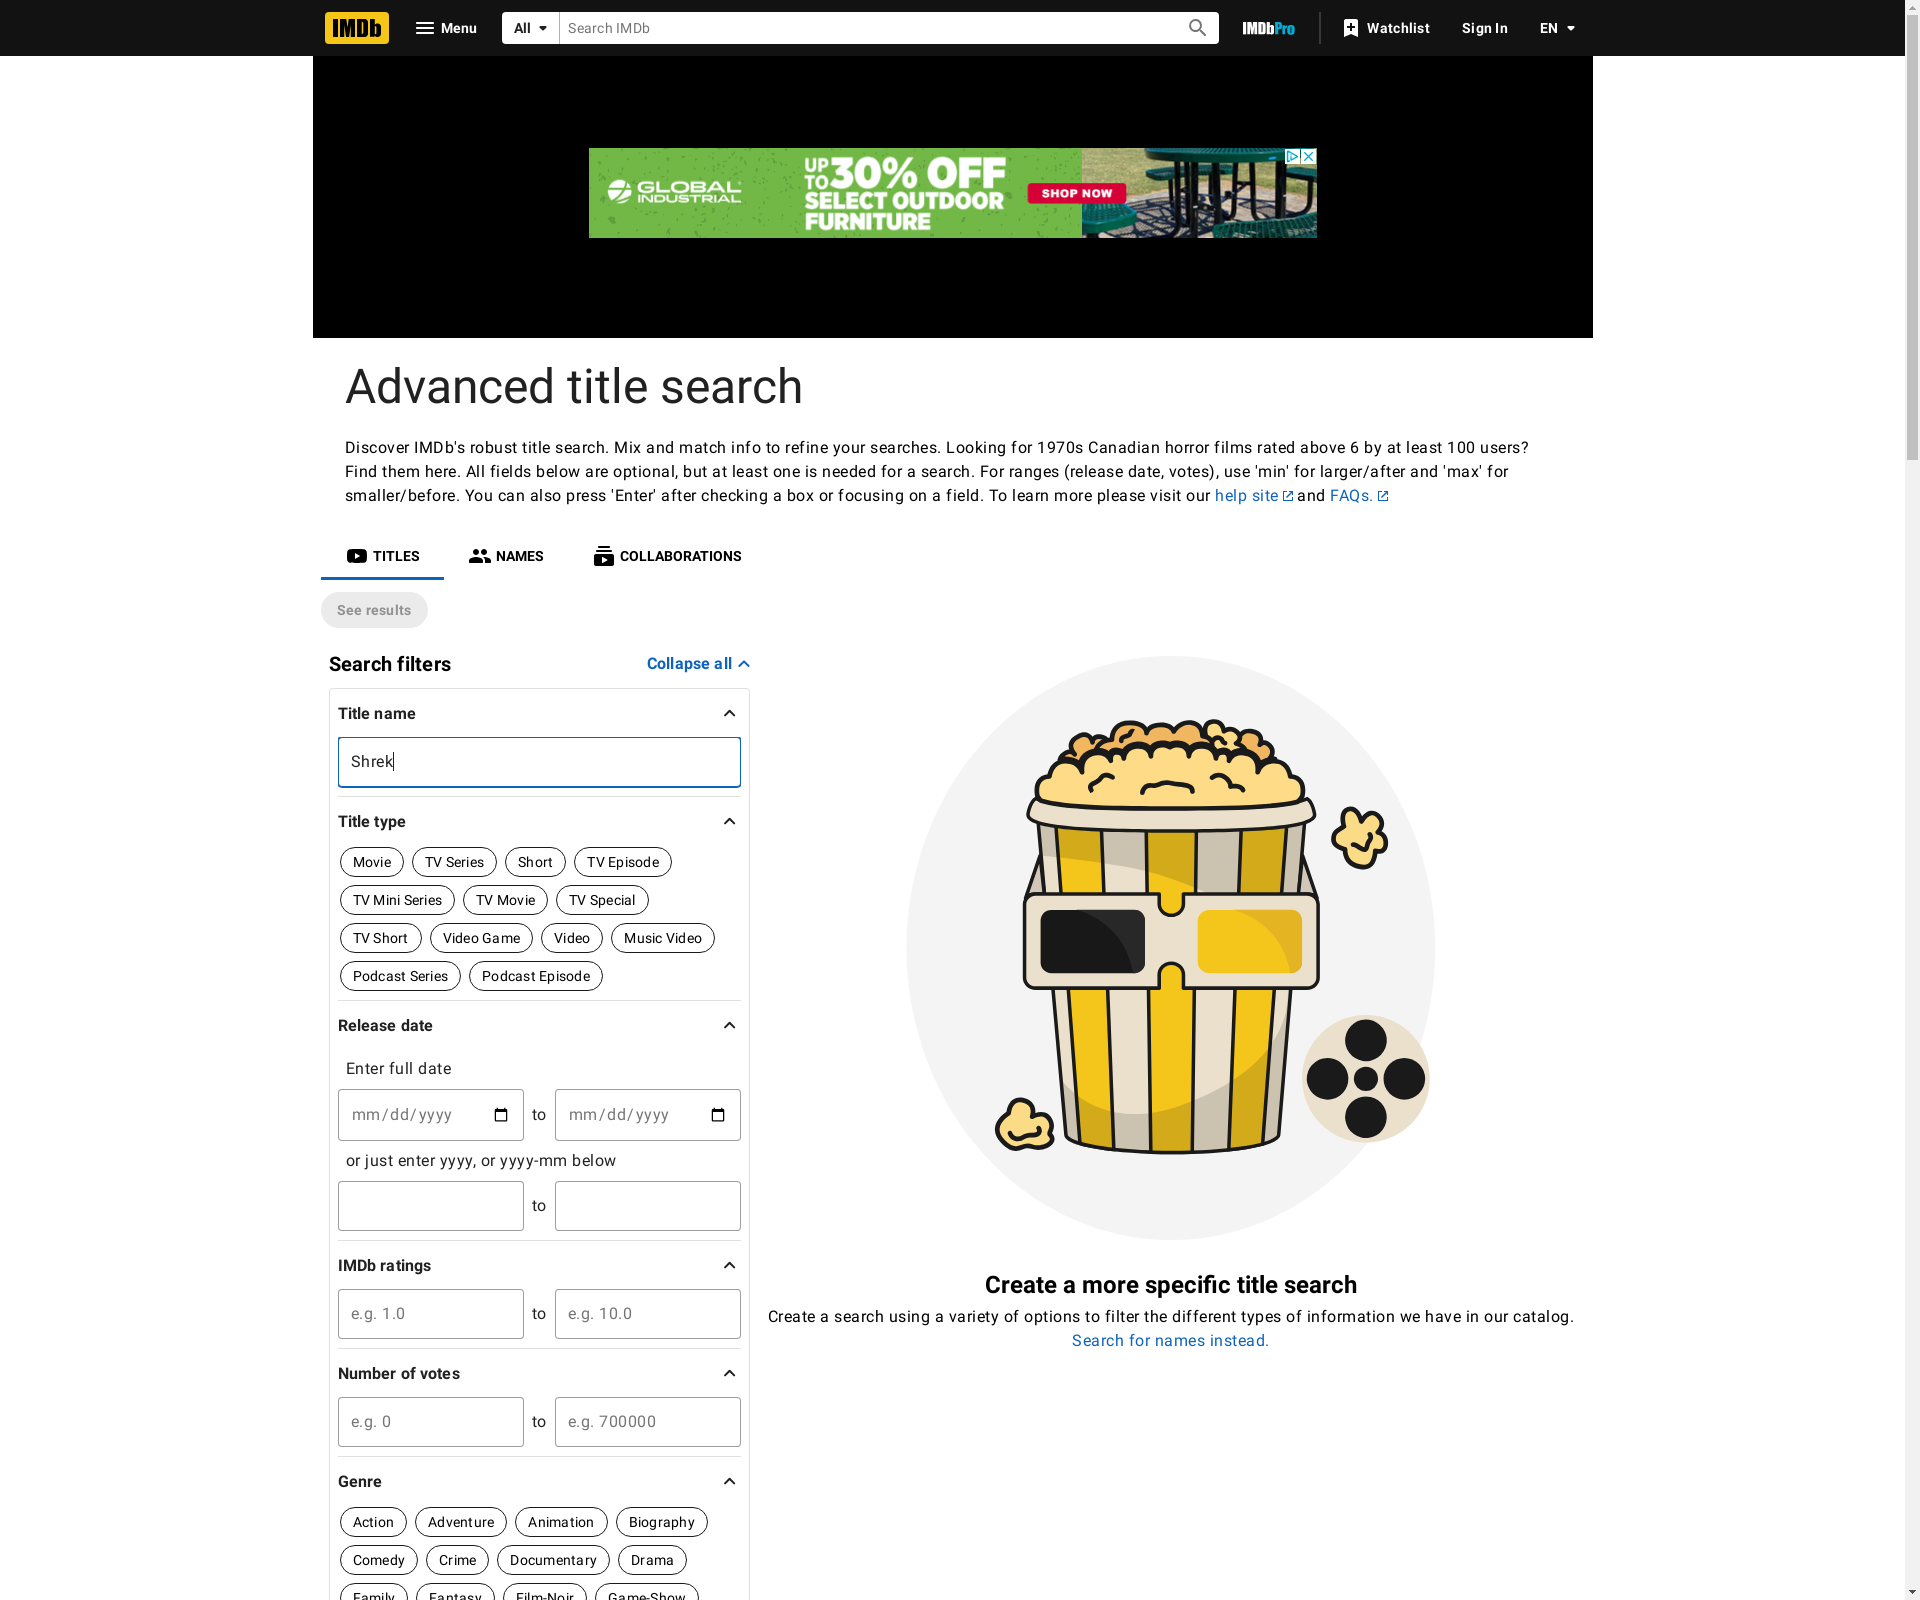 IMDb Menu All Search IMDb IMDbPro Watchlist Sign In EN
GLOBAL INDUSTRIAL
UP TO 30% OFF
SELECT OUTDOOR
FURNITURE
SHOP NOW
Advanced title search
Discover IMDb's robust title search. Mix and match info to refine your searches. Looking for 1970s Canadian horror films rated above 6 by at least 100 users?
Find them here. All fields below are optional, but at least one is needed for a search. For ranges (release date, votes), use 'min' for larger/after and 'max' for
smaller/before. You can also press 'Enter' after checking a box or focusing on a field. To learn more please visit our help site and FAQs.
TITLES NAMES COLLABORATIONS
See results
Search filters Collapse all
Title name
Shrek
Title type
Movie TV Series Short TV Episode
TV Mini Series TV Movie TV Special
TV Short Video Game Video Music Video
Podcast Series Podcast Episode
Release date
Enter full date
mm/dd/yyyy to mm/dd/yyyy
or just enter yyyy, or yyyy-mm below
to
IMDb ratings
e.g. 1.0 to e.g. 10.0
Number of votes
e.g. 0 to e.g. 700000
Genre
Action Adventure Animation Biography
Comedy Crime Documentary Drama
Family Fantasy Film-Noir Game-Show
Create a more specific title search
Create a search using a variety of options to filter the different types of information we have in our catalog.
Search for names instead.